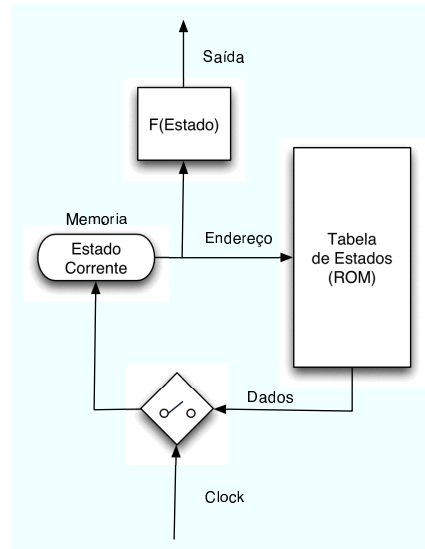 Saída
F(Estado)
Memoria
Estado
Corrente
Endereço
Tabela
de Estados
(ROM)
Dados
Clock